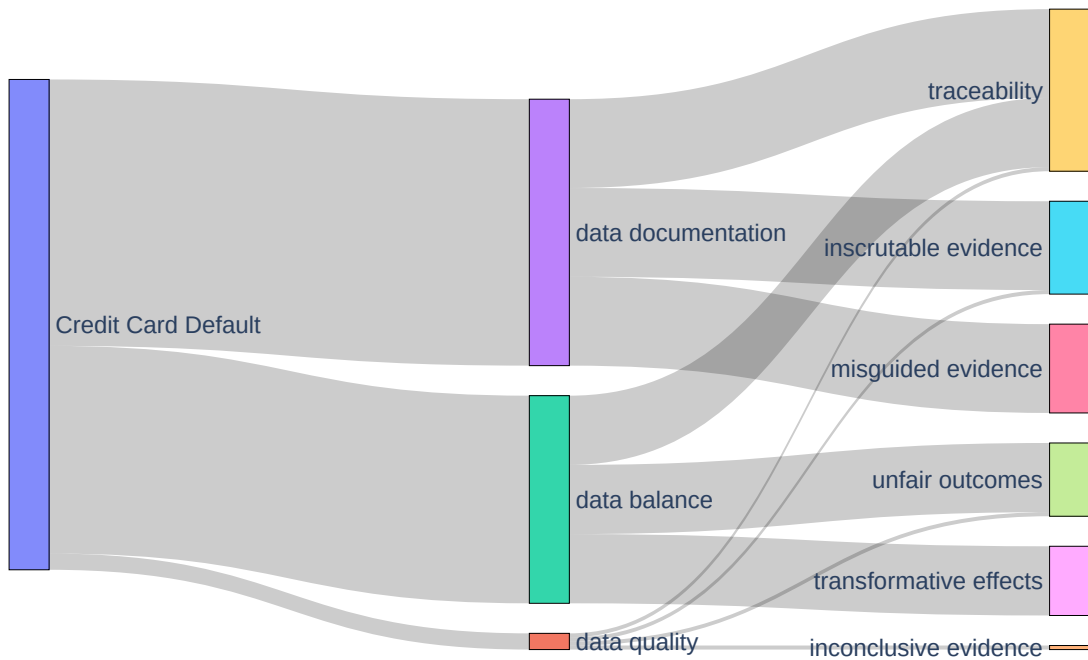 traceability
data documentation
inscrutable evidence
Credit Card Default
misguided evidence
unfair outcomes
data balance
transformative effects
data quality
inconclusive evidence